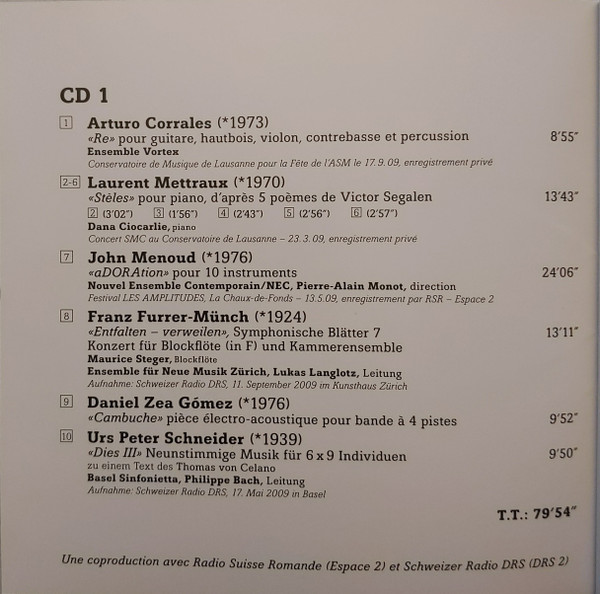 CD 1
1 Arturo Corrales (*1973)
«Re» pour guitare, hautbois, violon, contrebasse et percussion 8'55"
Ensemble Vortex
Conservatoire de Musique de Lausanne pour la Fête de l'ASM le 17.9.09, enregistrement privé
2-6 Laurent Mettraux (*1970)
«Stèles» pour piano, d'après 5 poèmes de Victor Segalen 13'43"
2 (3'02") 3 (1'56") 4 (2'43") 5 (2'56") 6 (2'57")
Dana Ciocarlie, piano
Concert SMC au Conservatoire de Lausanne – 23.3.09, enregistrement privé
7 John Menoud (*1976)
«aDORAtion» pour 10 instruments 24'06"
Nouvel Ensemble Contemporain/NEC, Pierre-Alain Monot, direction
Festival LES AMPLITUDES, La Chaux-de-Fonds – 13.5.09, enregistrement par RSR – Espace 2
8 Franz Furrer-Münch (*1924)
«Entfalten – verweilen», Symphonische Blätter 7 13'11"
Konzert für Blockflöte (in F) und Kammerensemble
Maurice Steger, Blockflöte
Ensemble für Neue Musik Zürich, Lukas Langlotz, Leitung
Aufnahme: Schweizer Radio DRS, 11. September 2009 im Kunsthaus Zürich
9 Daniel Zea Gómez (*1976)
«Cambuche» pièce électro-acoustique pour bande à 4 pistes 9'52"
10 Urs Peter Schneider (*1939)
«Dies III» Neunstimmige Musik für 6 x 9 Individuen 9'50"
zu einem Text des Thomas von Celano
Basel Sinfonietta, Philippe Bach, Leitung
Aufnahme: Schweizer Radio DRS, 17. Mai 2009 in Basel
T.T.: 79'54"
Une coproduction avec Radio Suisse Romande (Espace 2) et Schweizer Radio DRS (DRS 2)